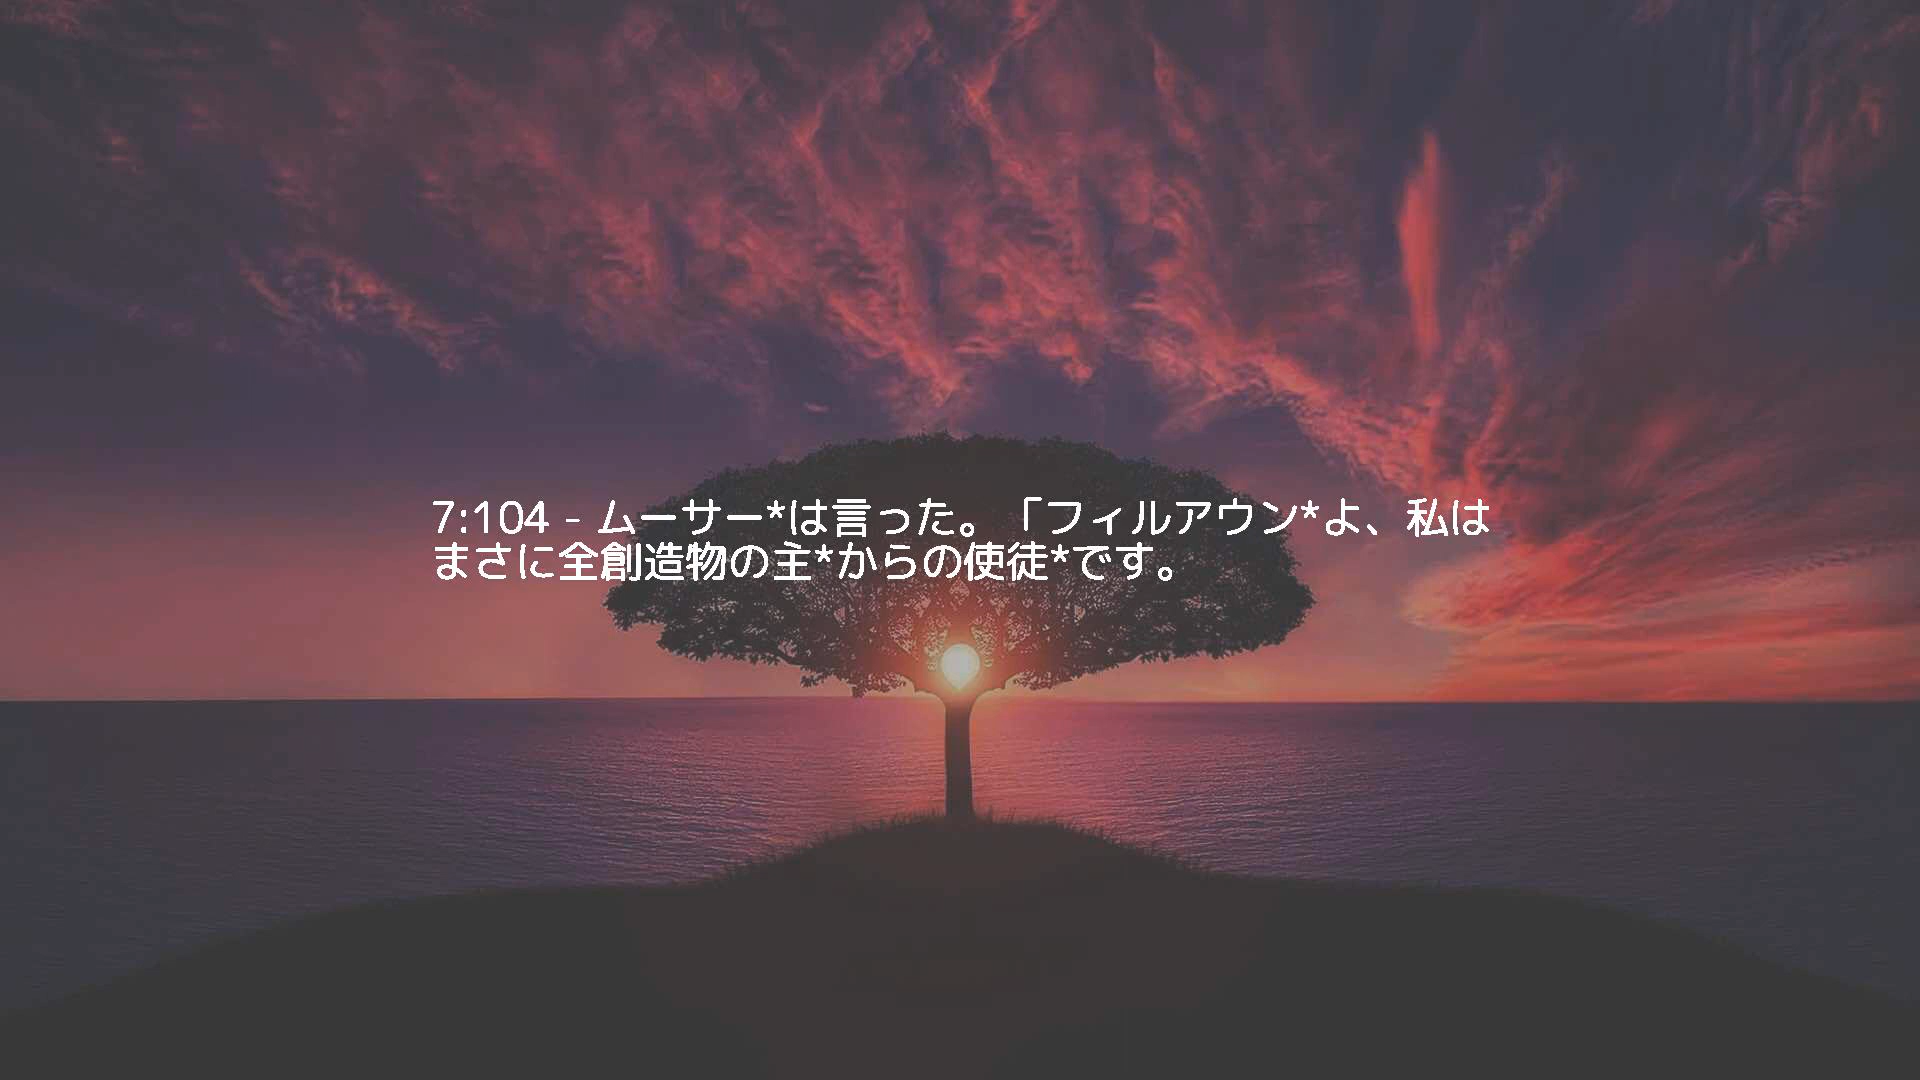 7:104 - ムーサー*は言った。「フィルアウン*よ、私は
まさに全創造物の主*からの使徒*です。